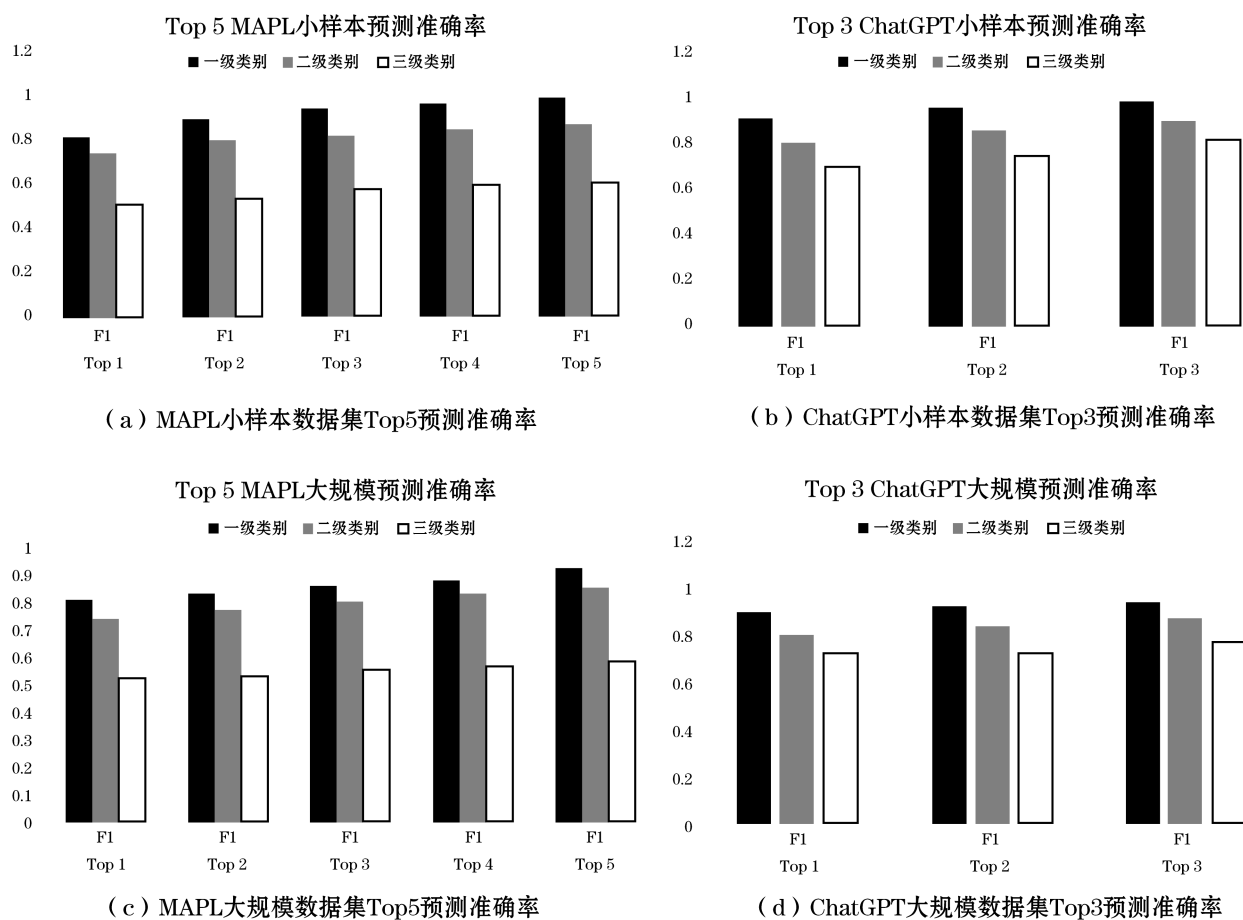 Top 5 MAPL小样本预测准确率
■一级类别 ■二级类别 □三级类别
1.2
1
0.8
0.6
0.4
0.2
0
F1 F1 F1 F1 F1
Top 1 Top 2 Top 3 Top 4 Top 5
(a)MAPL小样本数据集Top5预测准确率
Top 3 ChatGPT小样本预测准确率
■一级类别 ■二级类别 □三级类别
1.2
1
0.8
0.6
0.4
0.2
0
F1 F1 F1
Top 1 Top 2 Top 3
(b)ChatGPT小样本数据集Top3预测准确率
Top 5 MAPL大规模预测准确率
■一级类别 ■二级类别 □三级类别
1
0.9
0.8
0.7
0.6
0.5
0.4
0.3
0.2
0.1
0
F1 F1 F1 F1 F1
Top 1 Top 2 Top 3 Top 4 Top 5
(c)MAPL大规模数据集Top5预测准确率
Top 3 ChatGPT大规模预测准确率
■一级类别 ■二级类别 □三级类别
1.2
1
0.8
0.6
0.4
0.2
0
F1 F1 F1
Top 1 Top 2 Top 3
(d)ChatGPT大规模数据集Top3预测准确率